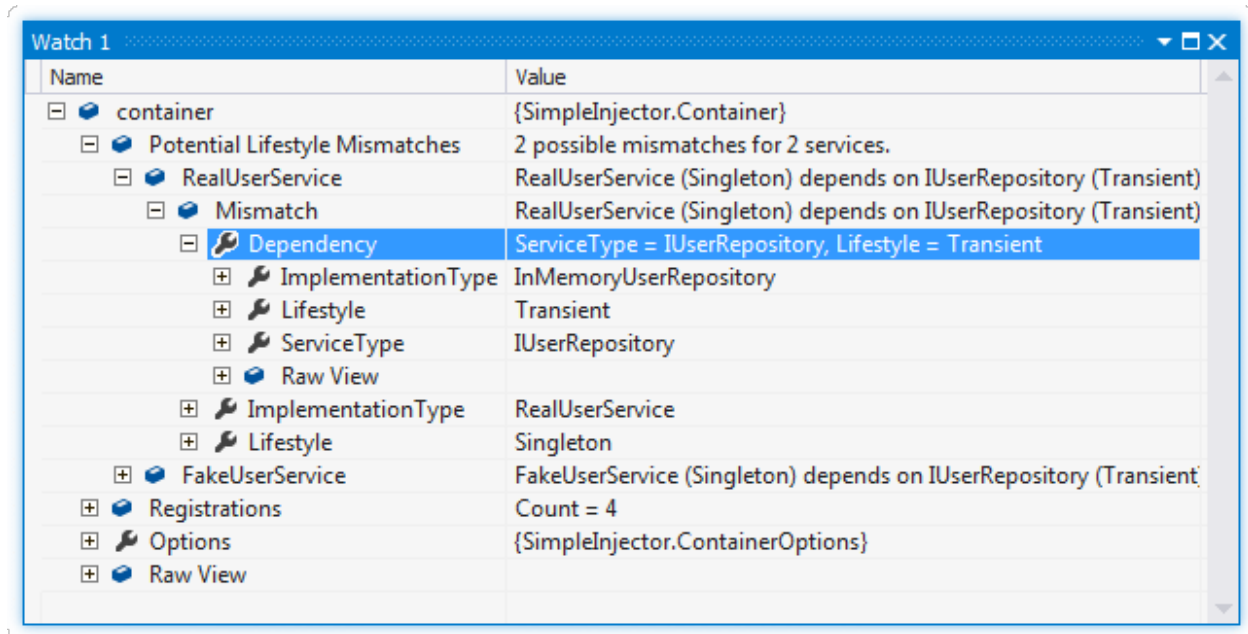 Watch 1
Name Value
container {SimpleInjector.Container}
Potential Lifestyle Mismatches 2 possible mismatches for 2 services.
RealUserService RealUserService (Singleton) depends on IUserRepository (Transient)
Mismatch RealUserService (Singleton) depends on IUserRepository (Transient)
Dependency ServiceType = IUserRepository, Lifestyle = Transient
ImplementationType InMemoryUserRepository
Lifestyle Transient
ServiceType IUserRepository
Raw View
ImplementationType RealUserService
Lifestyle Singleton
FakeUserService FakeUserService (Singleton) depends on IUserRepository (Transient)
Registrations Count = 4
Options {SimpleInjector.ContainerOptions}
Raw View